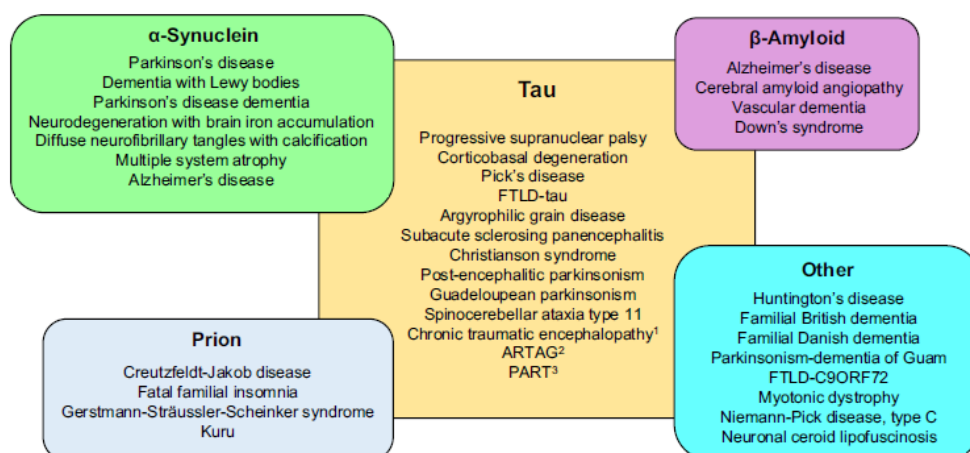 α-Synuclein
Parkinson's disease
Dementia with Lewy bodies
Parkinson's disease dementia
Neurodegeneration with brain iron accumulation
Diffuse neurofibrillary tangles with calcification
Multiple system atrophy
Alzheimer's disease
Tau
Progressive supranuclear palsy
Corticobasal degeneration
Pick's disease
FTLD-tau
Argyrophilic grain disease
Subacute sclerosing panencephalitis
Christianson syndrome
Post-encephalitic parkinsonism
Guadeloupean parkinsonism
Spinocerebellar ataxia type 11
Chronic traumatic encephalopathy¹
ARTAG²
PART³
β-Amyloid
Alzheimer's disease
Cerebral amyloid angiopathy
Vascular dementia
Down's syndrome
Prion
Creutzfeldt-Jakob disease
Fatal familial insomnia
Gerstmann-Sträussler-Scheinker syndrome
Kuru
Other
Huntington's disease
Familial British dementia
Familial Danish dementia
Parkinsonism-dementia of Guam
FTLD-C9ORF72
Myotonic dystrophy
Niemann-Pick disease, type C
Neuronal ceroid lipofuscinosis